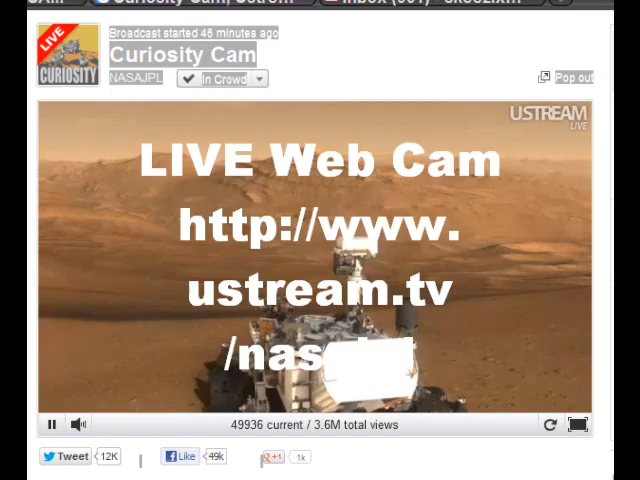 LIVE
CURIOSITY
Broadcast started 46 minutes ago
Curiosity Cam
NASAJPL
In Crowd
Pop out
USTREAM
LIVE
LIVE Web Cam
http://www.
ustream.tv
49936 current / 3.6M total views
Tweet 12K
Like 49k
+1 1k